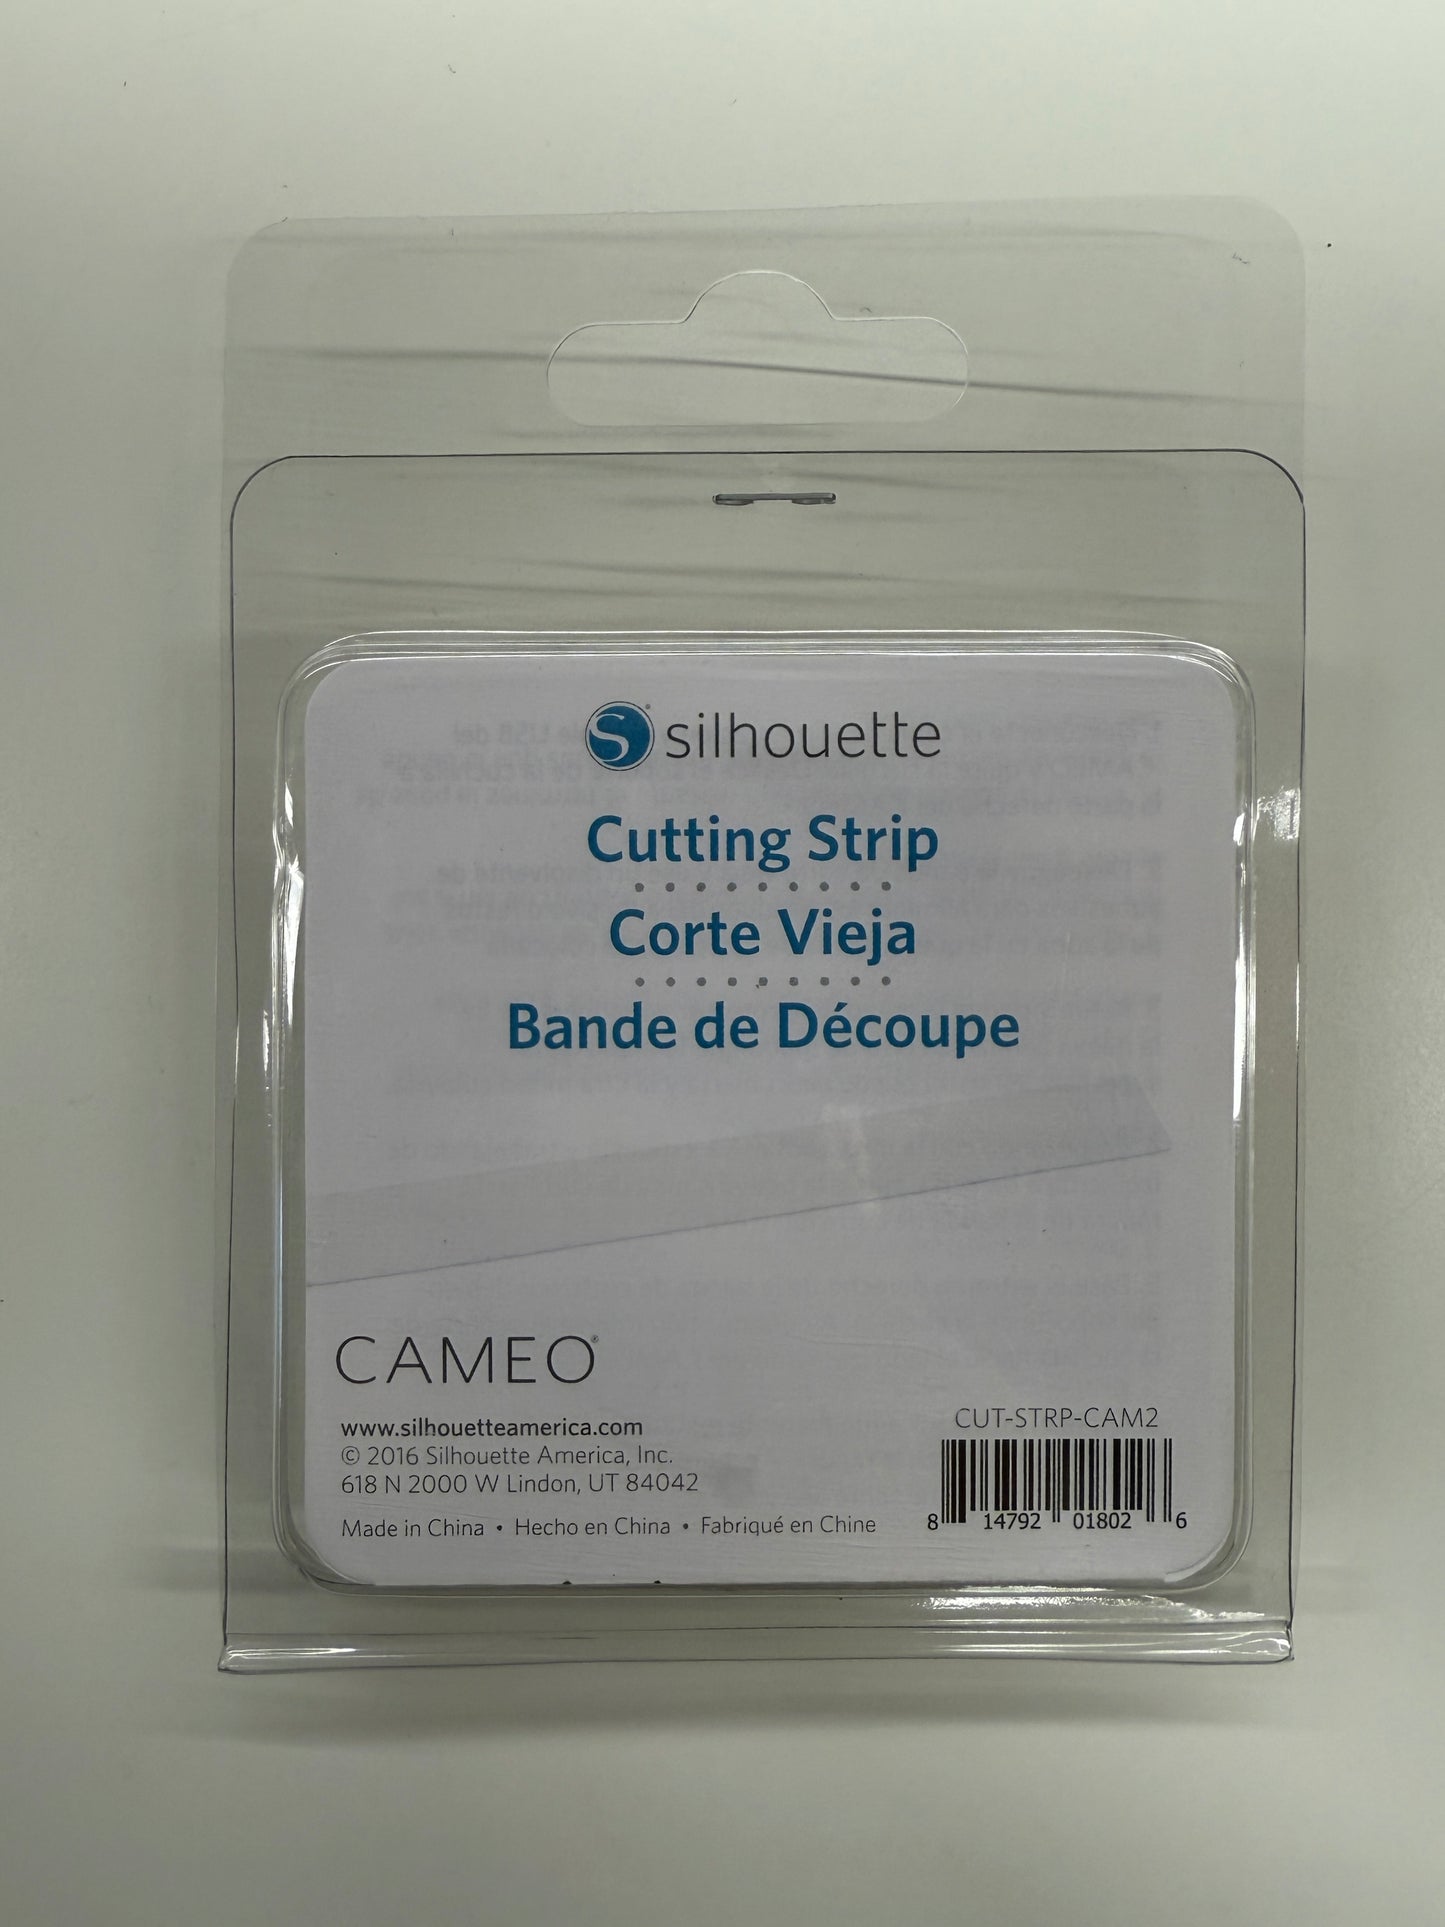 S silhouette
Cutting Strip
Corte Vieja
Bande de Découpe
CAMEO®
www.silhouetteamerica.com
© 2016 Silhouette America, Inc.
618 N 2000 W Lindon, UT 84042
Made in China • Hecho en China • Fabriqué en Chine
CUT-STRP-CAM2
8 14792 01802 6